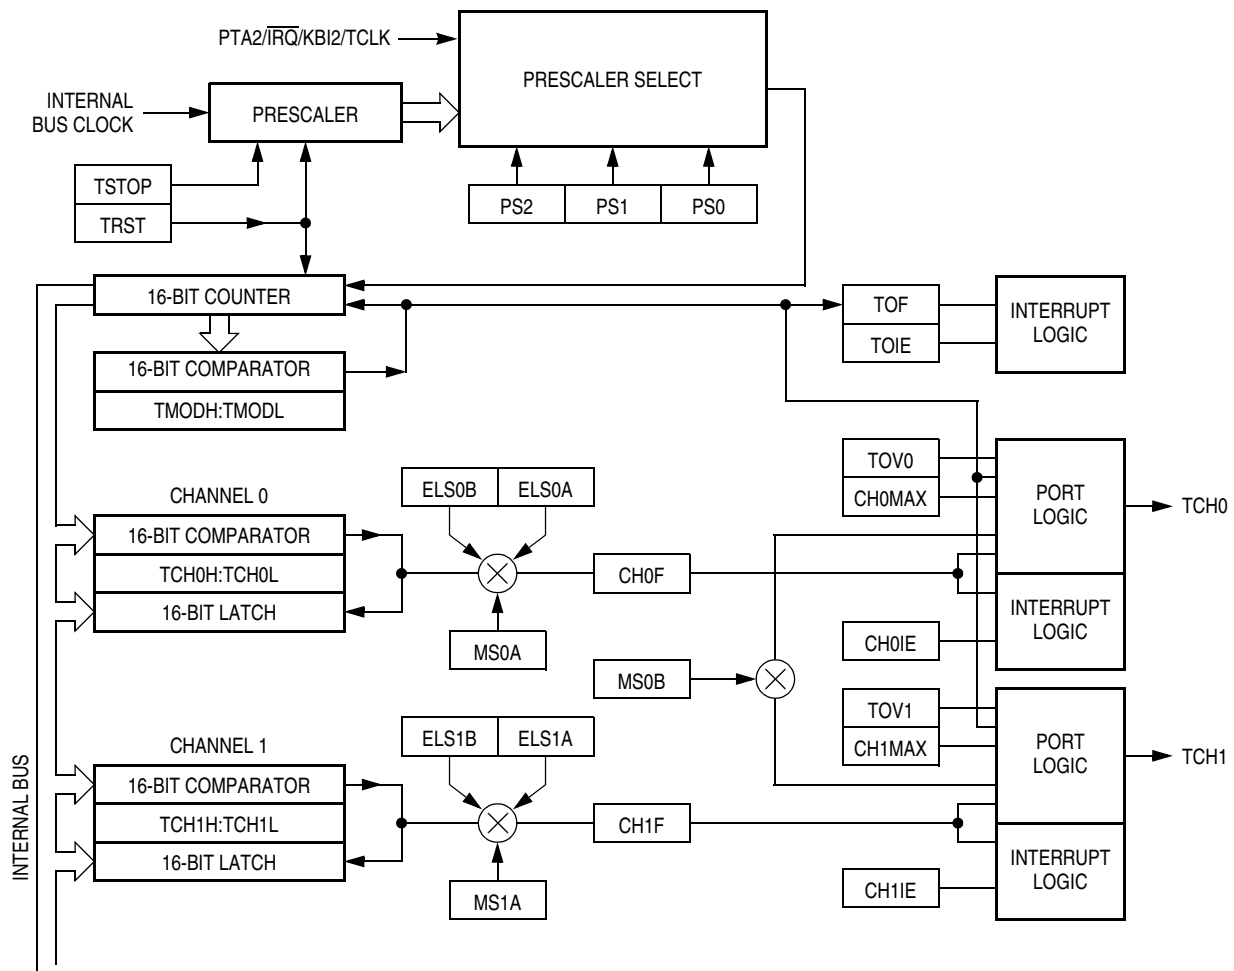 PTA2/IRQ/KBI2/TCLK
PRESCALER SELECT
INTERNAL
BUS CLOCK
PRESCALER
TSTOP
TRST
PS2
PS1
PS0
16-BIT COUNTER
16-BIT COMPARATOR
TMODH:TMODL
TOF
TOIE
INTERRUPT
LOGIC
CHANNEL 0
16-BIT COMPARATOR
TCH0H:TCH0L
16-BIT LATCH
ELS0B
ELS0A
MS0A
CH0F
TOV0
CH0MAX
PORT
LOGIC
TCH0
INTERRUPT
LOGIC
CH0IE
MS0B
CHANNEL 1
16-BIT COMPARATOR
TCH1H:TCH1L
16-BIT LATCH
ELS1B
ELS1A
MS1A
CH1F
TOV1
CH1MAX
PORT
LOGIC
TCH1
INTERRUPT
LOGIC
CH1IE
INTERNAL BUS